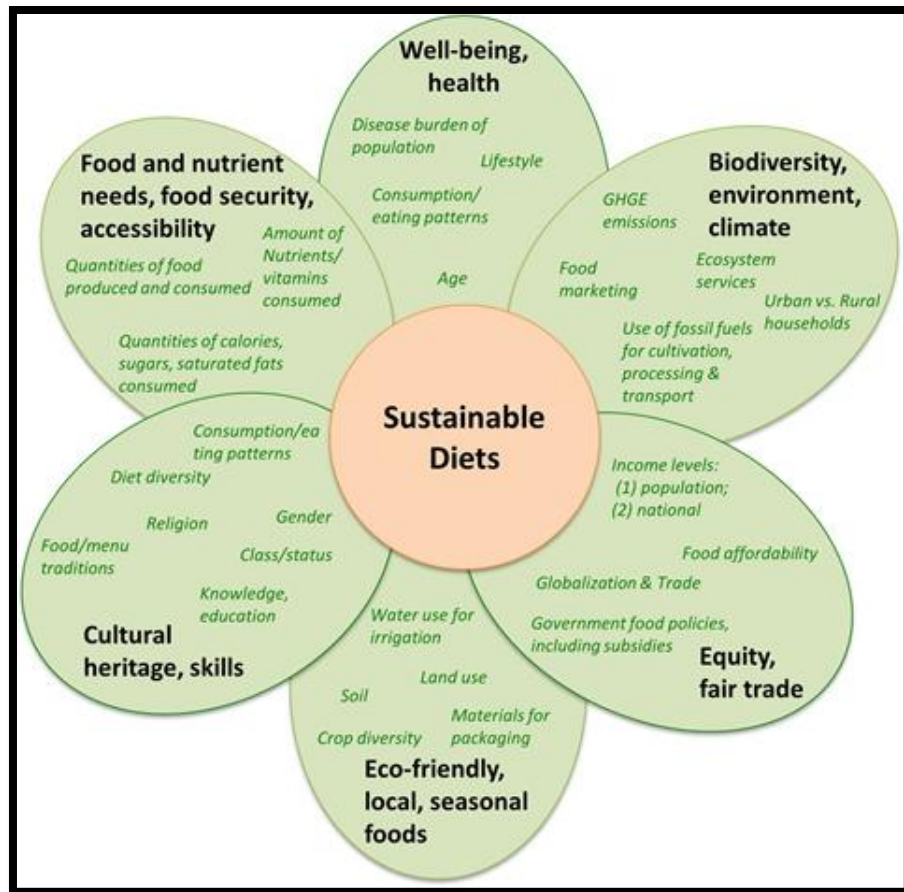 Well-being,
health
Disease burden of
population
Lifestyle
Consumption/
eating patterns
Age
Biodiversity,
environment,
climate
GHGE
emissions
Ecosystem
services
Food
marketing
Urban vs. Rural
households
Use of fossil fuels
for cultivation,
processing &
transport
Income levels:
(1) population;
(2) national
Food affordability
Globalization & Trade
Government food policies,
including subsidies
Equity,
fair trade
Water use for
irrigation
Land use
Soil
Materials for
packaging
Crop diversity
Eco-friendly,
local, seasonal
foods
Consumption/ea
ting patterns
Diet diversity
Gender
Religion
Food/menu
traditions
Class/status
Knowledge,
education
Cultural
heritage, skills
Food and nutrient
needs, food security,
accessibility
Amount of
Nutrients/
vitamins
consumed
Quantities of food
produced and consumed
Quantities of calories,
sugars, saturated fats
consumed
Sustainable
Diets